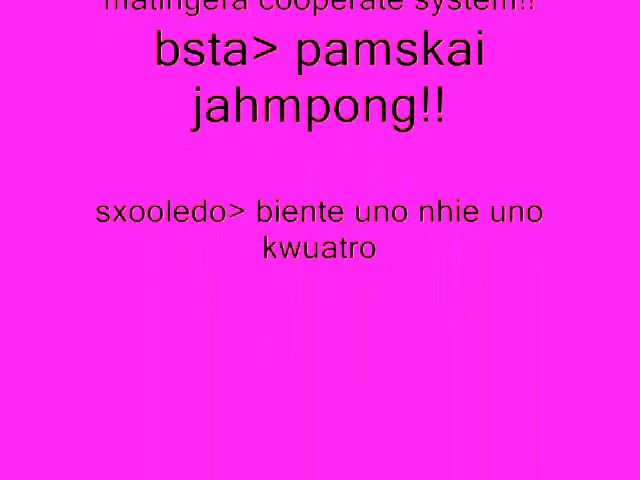 matingera cooperate system!!
bsta> pamskai
jahmpong!!
sxooledo> biente uno nhie uno
kwuatro